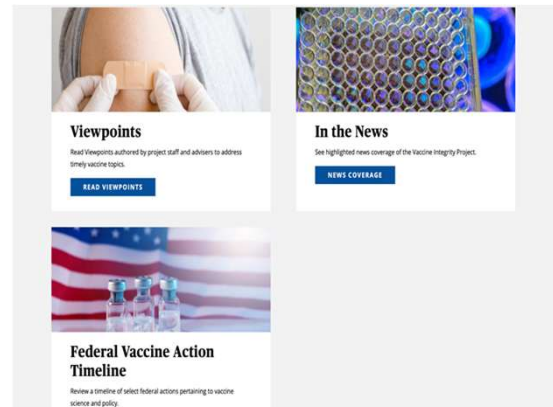 Viewpoints
Read Viewpoints authored by project staff and advisers to address
timely vaccine topics.
READ VIEWPOINTS
In the News
See highlighted news coverage of the Vaccine Integrity Project.
NEWS COVERAGE
Federal Vaccine Action
Timeline
Review a timeline of select federal actions pertaining to vaccine
science and policy.